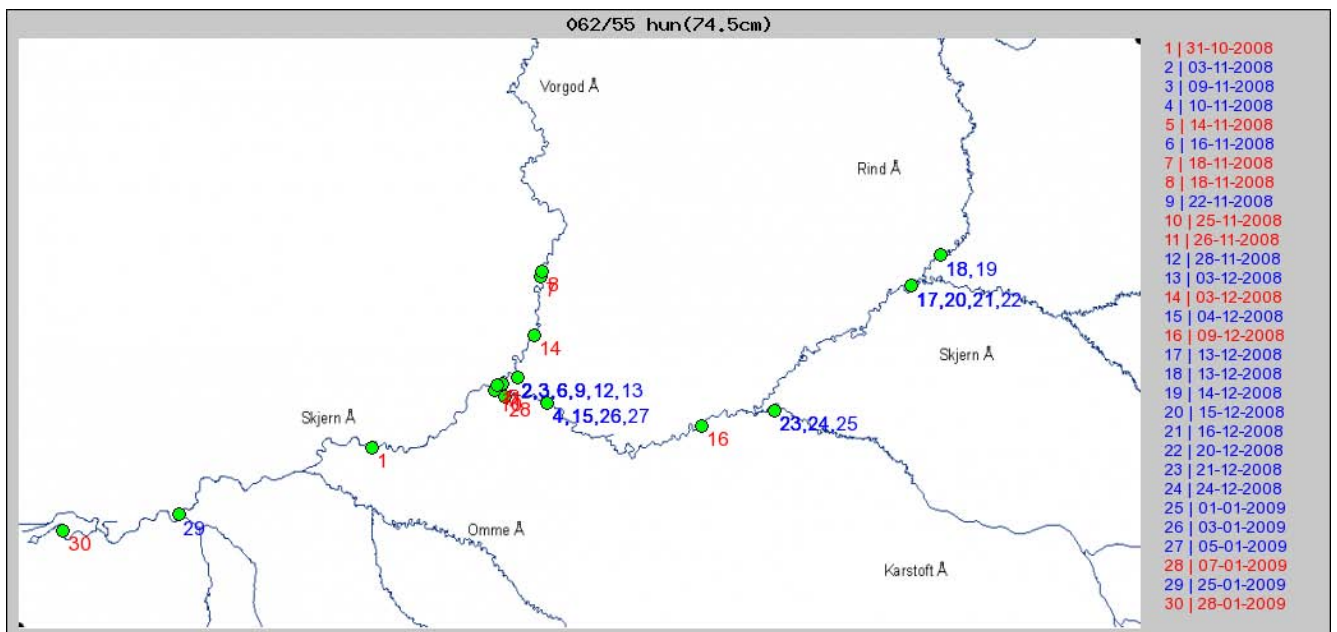 062/55 hun(74.5cm)
Vorgod Å
Rind Å
18,19
8
7
17,20,21,22
14
Skjern Å
2,3,6,9,12,13
28
4,15,26,27
Skjern Å
23,24,25
16
1
29
Omme Å
30
Karstoft Å
1 | 31-10-2008
2 | 03-11-2008
3 | 09-11-2008
4 | 10-11-2008
5 | 14-11-2008
6 | 16-11-2008
7 | 18-11-2008
8 | 18-11-2008
9 | 22-11-2008
10 | 25-11-2008
11 | 26-11-2008
12 | 28-11-2008
13 | 03-12-2008
14 | 03-12-2008
15 | 04-12-2008
16 | 09-12-2008
17 | 13-12-2008
18 | 13-12-2008
19 | 14-12-2008
20 | 15-12-2008
21 | 16-12-2008
22 | 20-12-2008
23 | 21-12-2008
24 | 24-12-2008
25 | 01-01-2009
26 | 03-01-2009
27 | 05-01-2009
28 | 07-01-2009
29 | 25-01-2009
30 | 28-01-2009